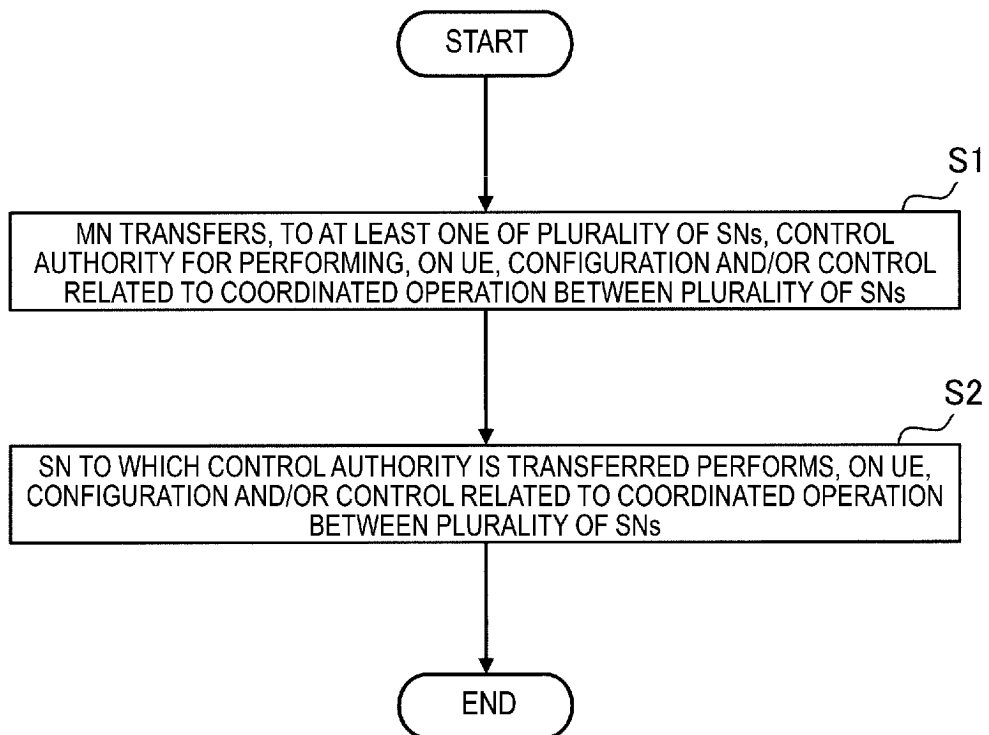 START
S1
MN TRANSFERS, TO AT LEAST ONE OF PLURALITY OF SNs, CONTROL
AUTHORITY FOR PERFORMING, ON UE, CONFIGURATION AND/OR CONTROL
RELATED TO COORDINATED OPERATION BETWEEN PLURALITY OF SNs
S2
SN TO WHICH CONTROL AUTHORITY IS TRANSFERRED PERFORMS, ON UE,
CONFIGURATION AND/OR CONTROL RELATED TO COORDINATED OPERATION
BETWEEN PLURALITY OF SNs
END